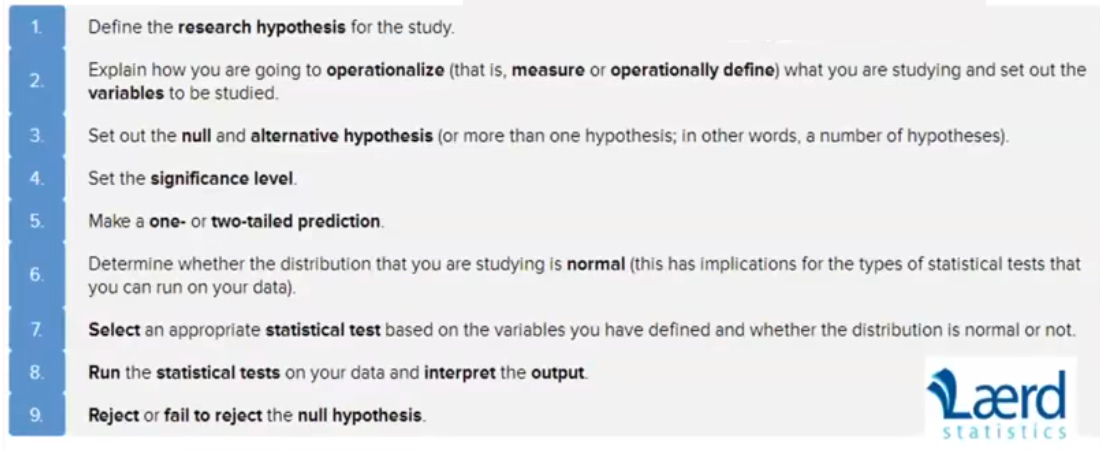 1. Define the research hypothesis for the study.
2. Explain how you are going to operationalize (that is, measure or operationally define) what you are studying and set out the
variables to be studied.
3. Set out the null and alternative hypothesis (or more than one hypothesis; in other words, a number of hypotheses).
4. Set the significance level.
5. Make a one- or two-tailed prediction.
6. Determine whether the distribution that you are studying is normal (this has implications for the types of statistical tests that
you can run on your data).
7. Select an appropriate statistical test based on the variables you have defined and whether the distribution is normal or not.
8. Run the statistical tests on your data and interpret the output.
9. Reject or fail to reject the null hypothesis.
Lærd
statistics